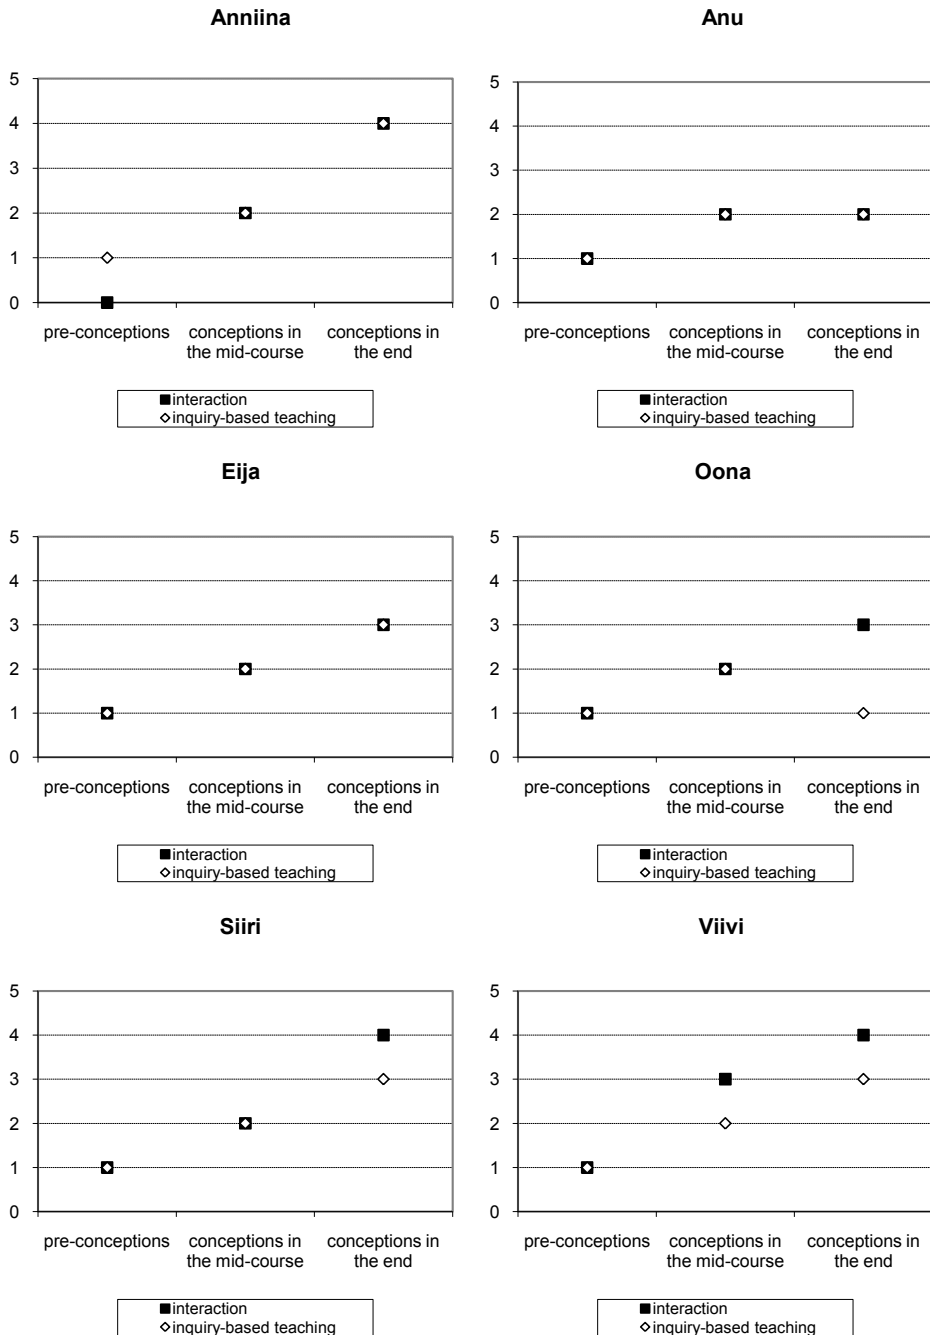 Anniina
5
4
3
2
1
0
pre-conceptions
conceptions in
the mid-course
conceptions in
the end
■interaction
◇inquiry-based teaching
Anu
5
4
3
2
1
0
pre-conceptions
conceptions in
the mid-course
conceptions in
the end
■interaction
◇inquiry-based teaching
Eija
5
4
3
2
1
0
pre-conceptions
conceptions in
the mid-course
conceptions in
the end
■interaction
◇inquiry-based teaching
Oona
5
4
3
2
1
0
pre-conceptions
conceptions in
the mid-course
conceptions in
the end
■interaction
◇inquiry-based teaching
Siiri
5
4
3
2
1
0
pre-conceptions
conceptions in
the mid-course
conceptions in
the end
■interaction
◇inquiry-based teaching
Viivi
5
4
3
2
1
0
pre-conceptions
conceptions in
the mid-course
conceptions in
the end
■interaction
◇inquiry-based teaching